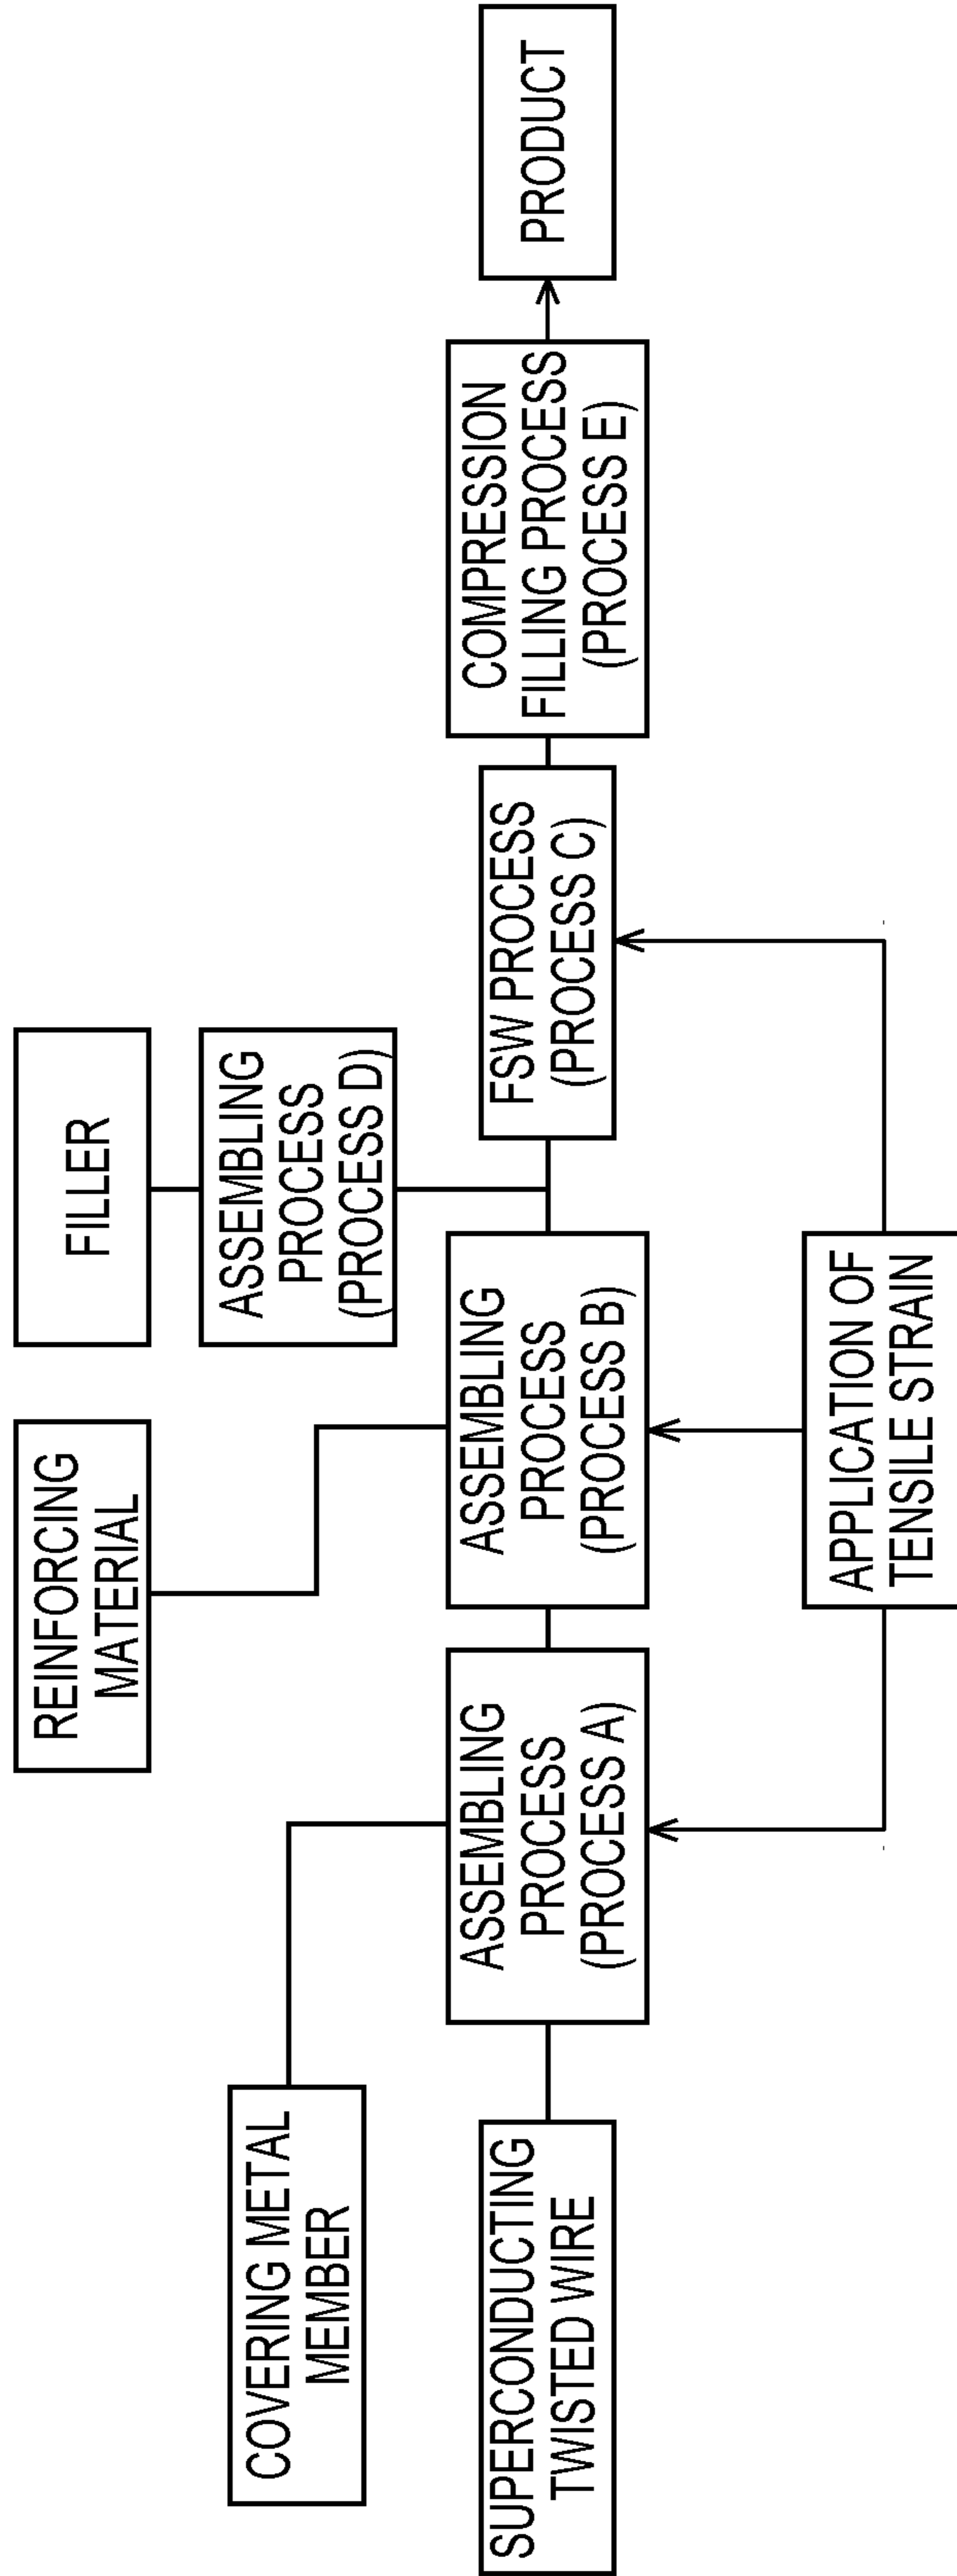 COVERING METAL
MEMBER
SUPERCONDUCTING
TWISTED WIRE
ASSEMBLING
PROCESS
(PROCESS A)
REINFORCING
MATERIAL
ASSEMBLING
PROCESS
(PROCESS B)
APPLICATION OF
TENSILE STRAIN
FILLER
ASSEMBLING
PROCESS
(PROCESS D)
FSW PROCESS
(PROCESS C)
COMPRESSION
FILLING PROCESS
(PROCESS E)
PRODUCT